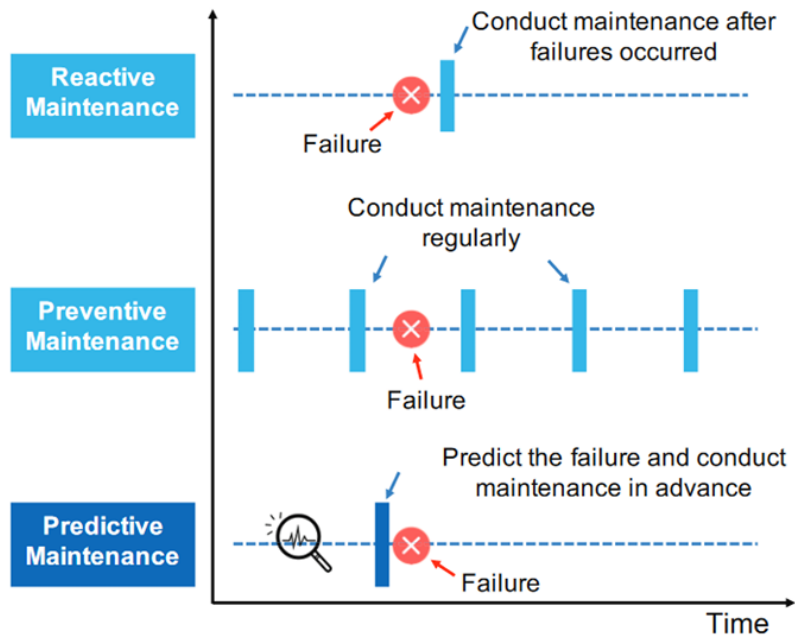 Conduct maintenance after
failures occurred
Reactive
Maintenance
Failure
Conduct maintenance
regularly
Preventive
Maintenance
Failure
Predict the failure and conduct
maintenance in advance
Predictive
Maintenance
Failure
Time